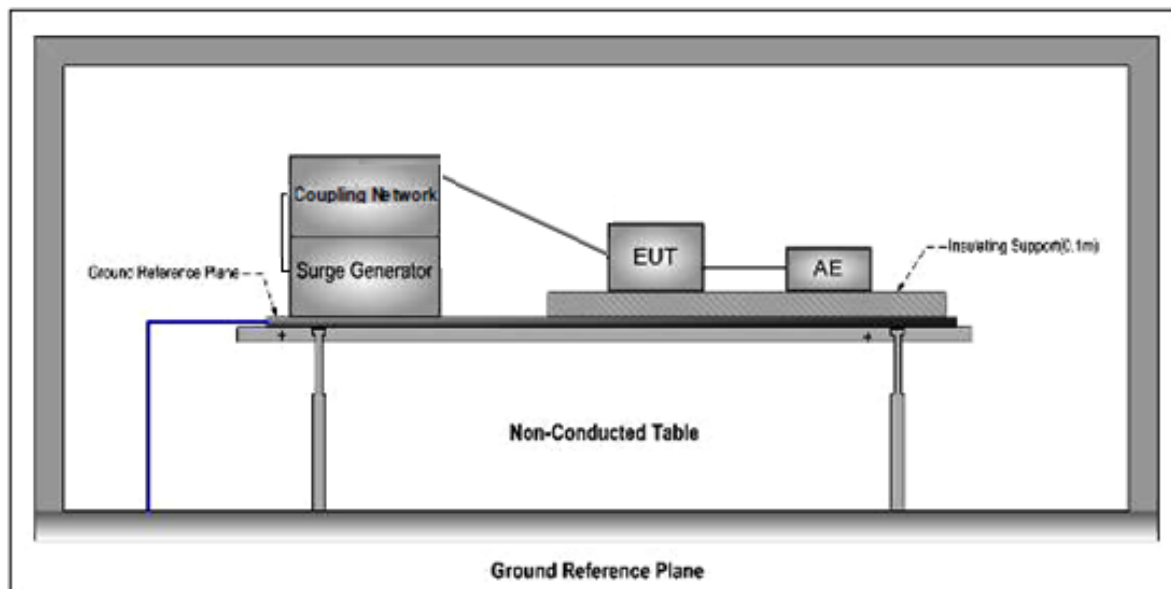 Coupling Network
Surge Generator
Ground Reference Plane
EUT
AE
Insulating Support(0.1m)
Non-Conducted Table
Ground Reference Plane